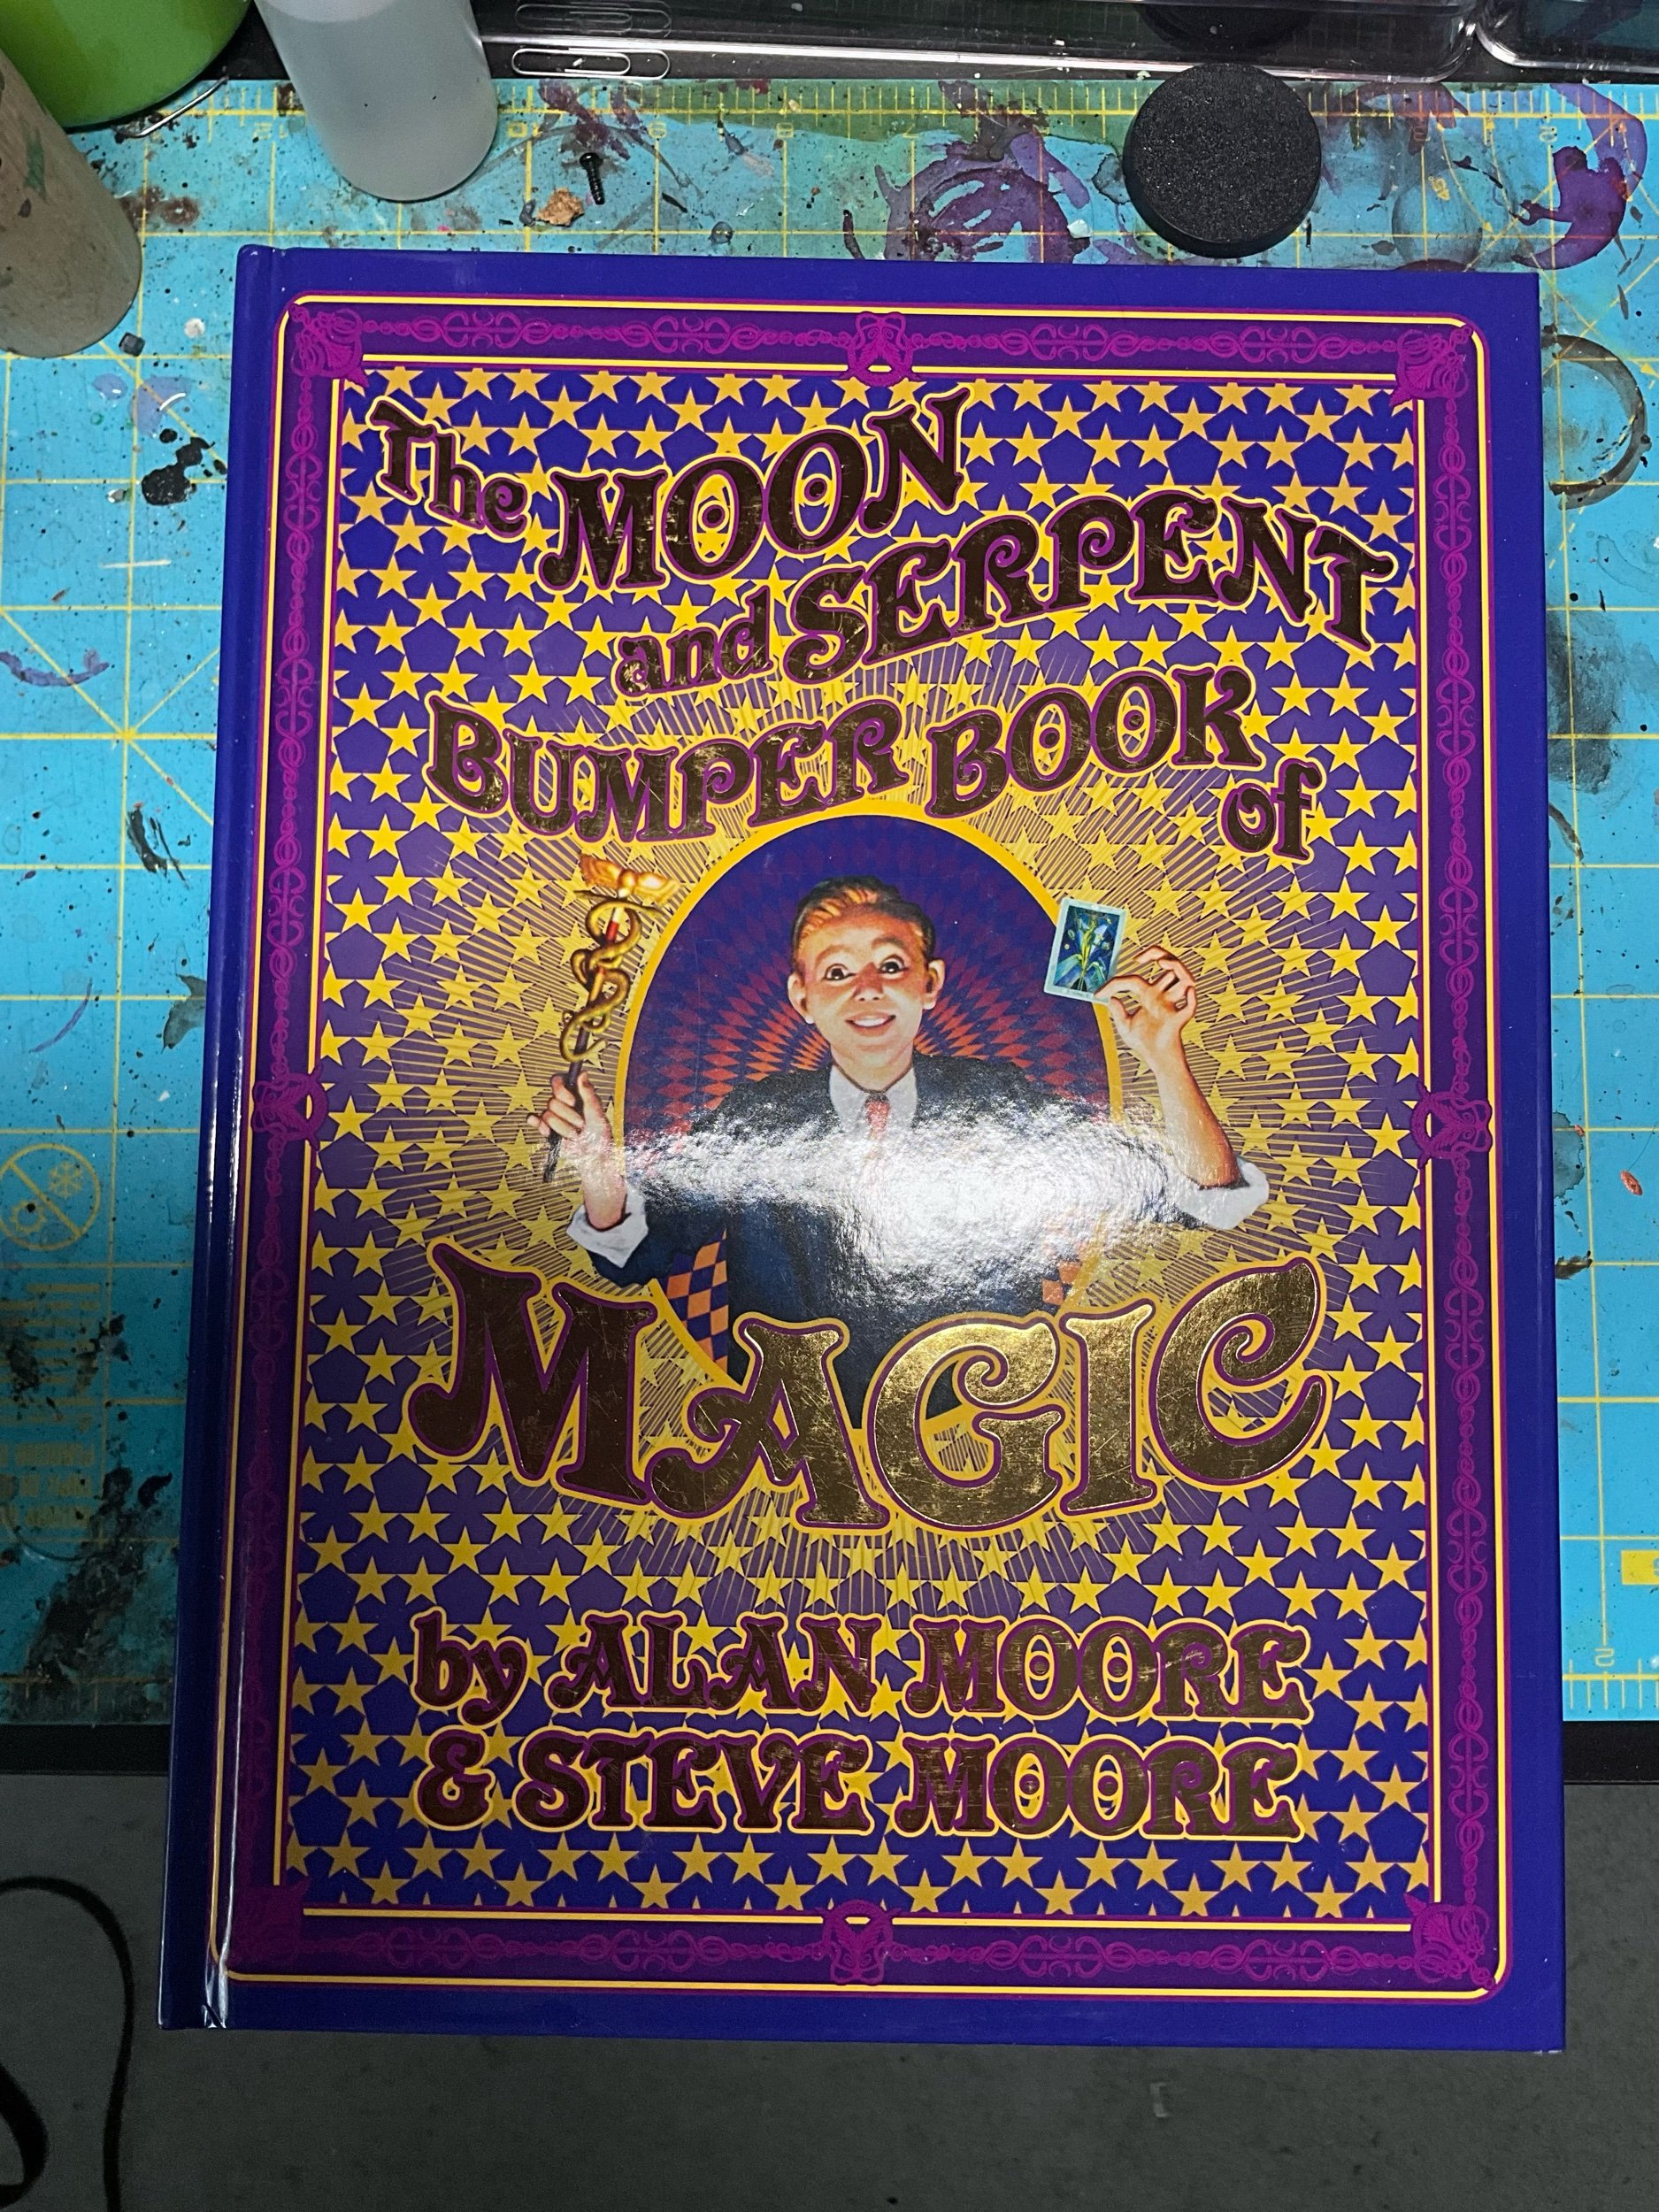 The MOON
and SERPENT
BUMPER BOOK
of
MAGIC
by ALAN MOORE
& STEVE MOORE